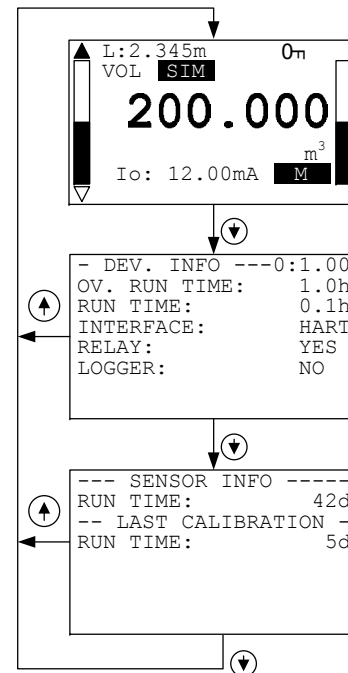 L:2.345m
VOL SIM
200.000
m³
Io: 12.00mA M
- DEV. INFO ---0:1.00
OV. RUN TIME: 1.0h
RUN TIME: 0.1h
INTERFACE: HART
RELAY: YES
LOGGER: NO
--- SENSOR INFO -----
RUN TIME: 42d
-- LAST CALIBRATION -
RUN TIME: 5d